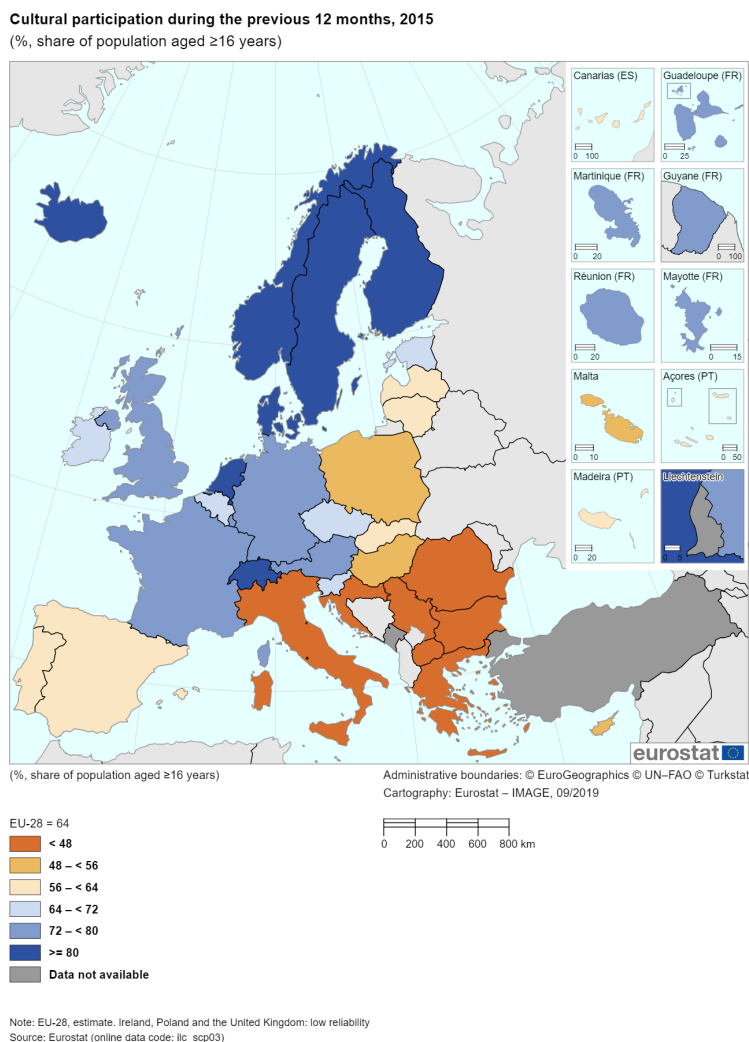 Cultural participation during the previous 12 months, 2015
(%, share of population aged ≥16 years)
Canarias (ES)
0 100
Guadeloupe (FR)
0 25
Martinique (FR)
0 20
Guyane (FR)
0 100
Réunion (FR)
0 20
Mayotte (FR)
0 15
Malta
0 10
Açores (PT)
0 50
Madeira (PT)
0 20
Liechtenstein
0 5
eurostat
(%, share of population aged ≥16 years)
Administrative boundaries: © EuroGeographics © UN–FAO © Turkstat
Cartography: Eurostat – IMAGE, 09/2019
0 200 400 600 800 km
EU-28 = 64
< 48
48 – < 56
56 – < 64
64 – < 72
72 – < 80
>= 80
Data not available
Note: EU-28, estimate. Ireland, Poland and the United Kingdom: low reliability
Source: Eurostat (online data code: ilc_scp03)